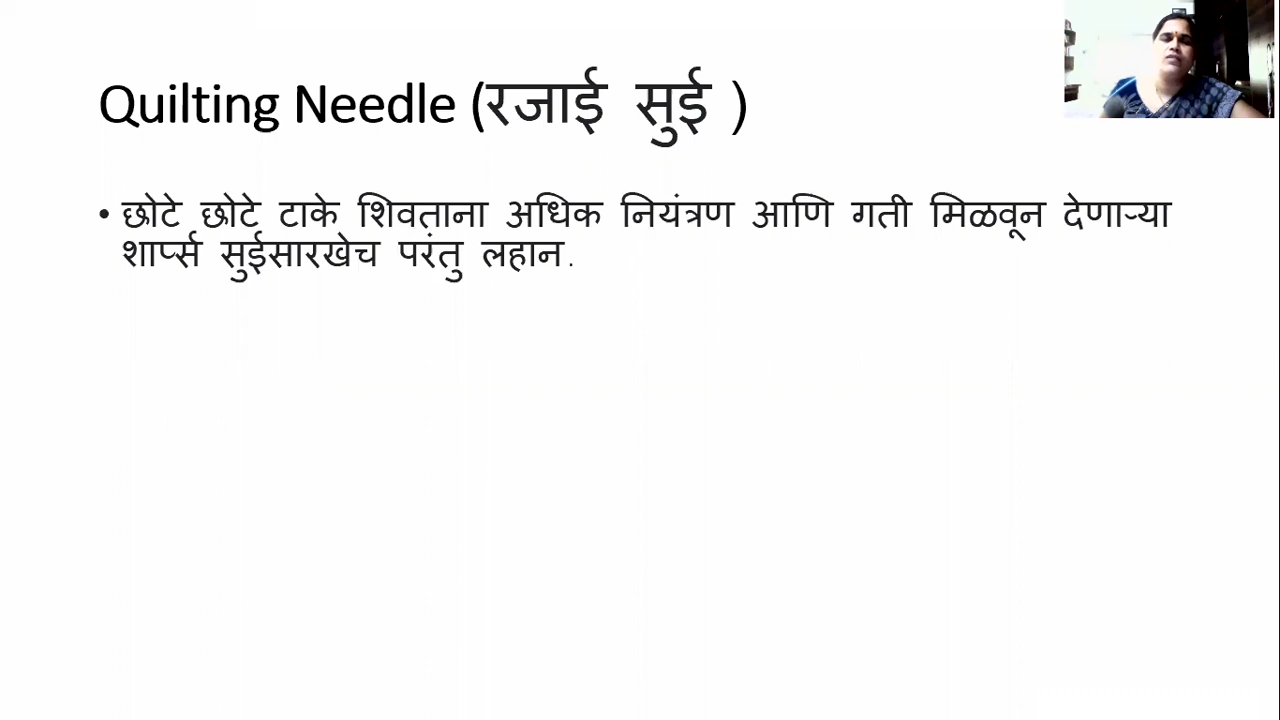 Quilting Needle (रजाई सुई )
• छोटे छोटे टाके शिवताना अधिक नियंत्रण आणि गती मिळवून देणाऱ्या
शार्प्स सुईसारखेच परंतु लहान.